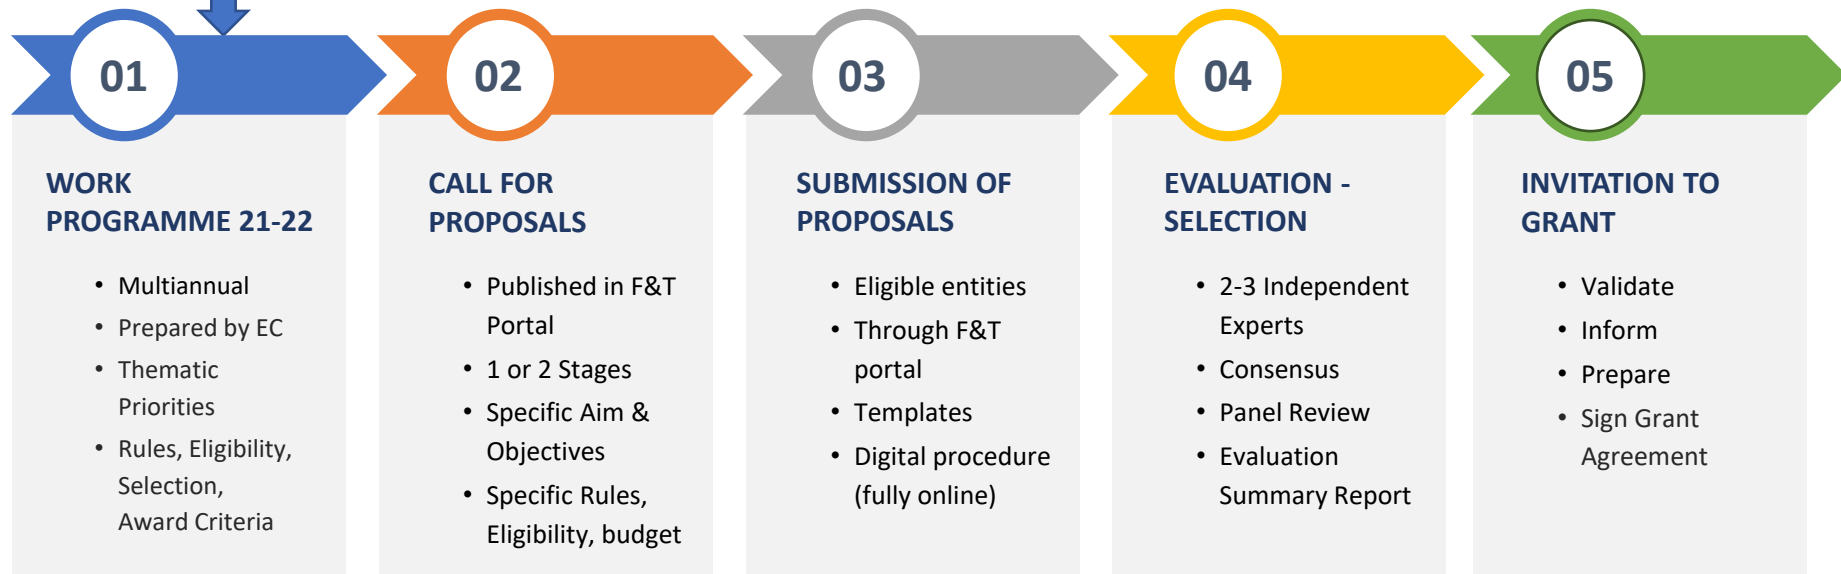 01
WORK
PROGRAMME 21-22
• Multiannual
• Prepared by EC
• Thematic
Priorities
• Rules, Eligibility,
Selection,
Award Criteria
02
CALL FOR
PROPOSALS
• Published in F&T
Portal
• 1 or 2 Stages
• Specific Aim &
Objectives
• Specific Rules,
Eligibility, budget
03
SUBMISSION OF
PROPOSALS
• Eligible entities
• Through F&T
portal
• Templates
• Digital procedure
(fully online)
04
EVALUATION -
SELECTION
• 2-3 Independent
Experts
• Consensus
• Panel Review
• Evaluation
Summary Report
05
INVITATION TO
GRANT
• Validate
• Inform
• Prepare
• Sign Grant
Agreement